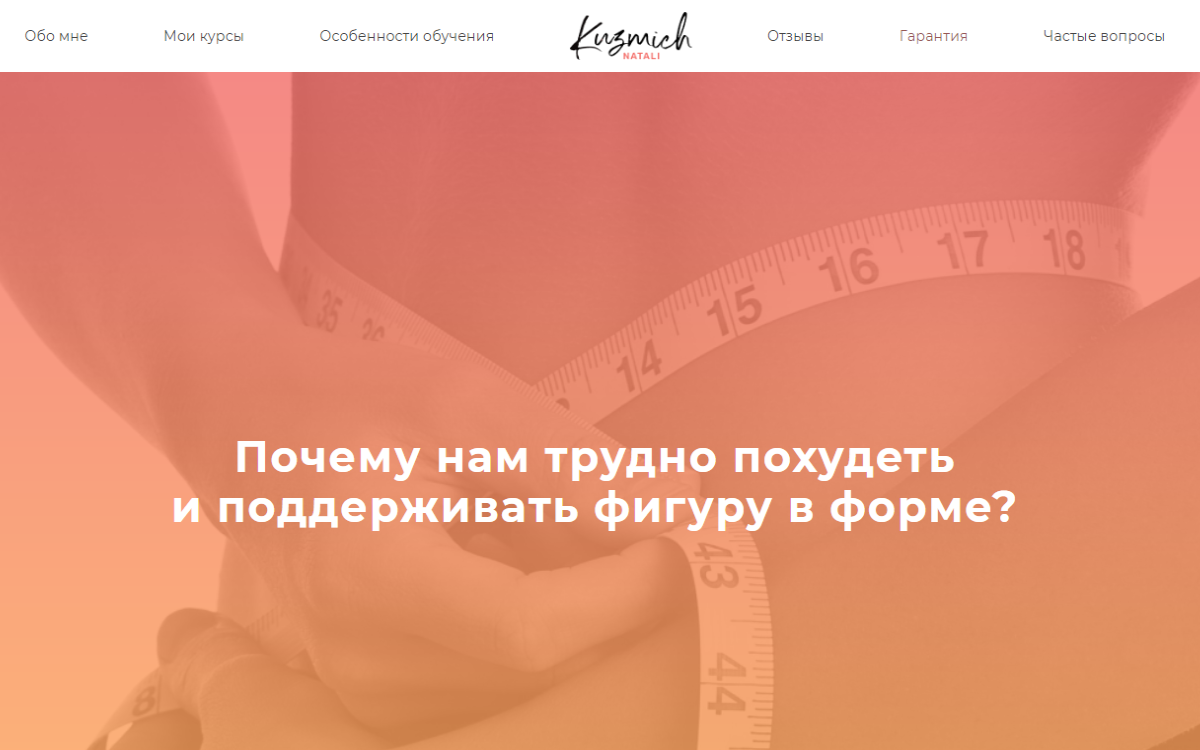 Обо мне
Мои курсы
Особенности обучения
Kuzmich
NATALI
Отзывы
Гарантия
Частые вопросы
35
14
15
16
17
18
Почему нам трудно похудеть
и поддерживать фигуру в форме?
43
44
8